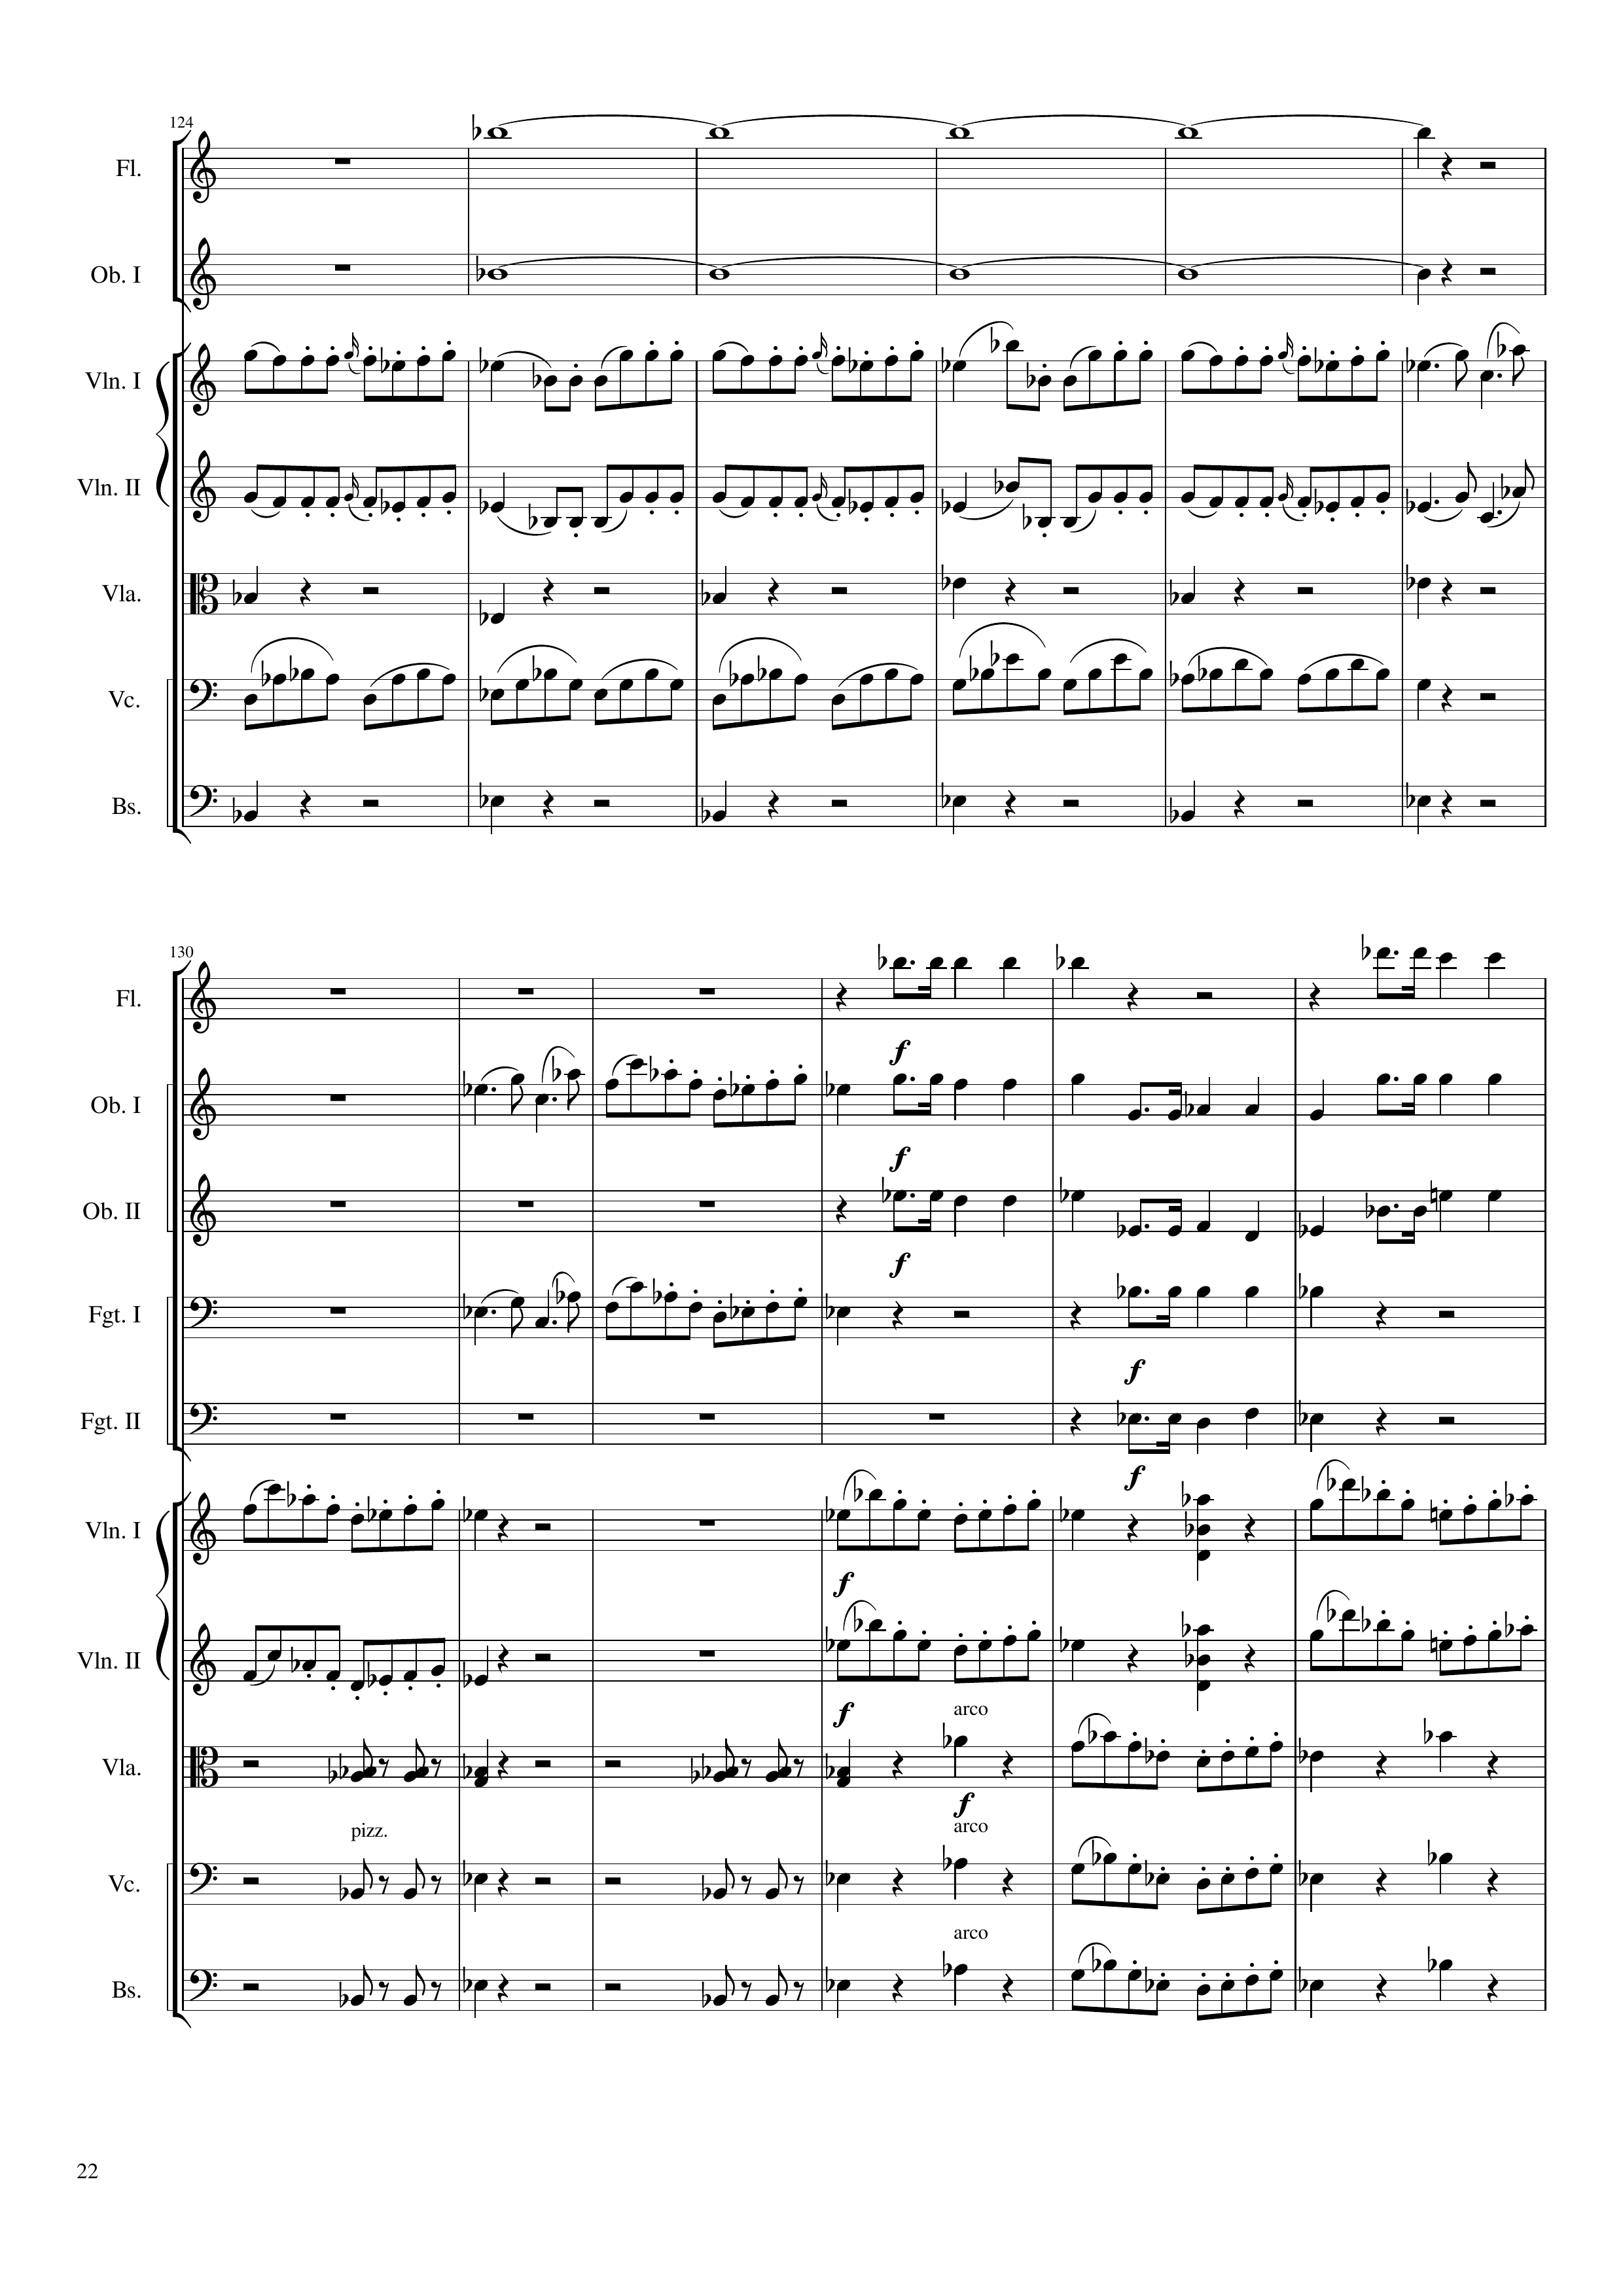 124
Fl.
Ob. I
Vln. I
Vln. II
Vla.
Vc.
Bs.
130
Fl.
f
Ob. I
f
Ob. II
f
Fgt. I
f
Fgt. II
f
Vln. I
f
Vln. II
f
arco
Vla.
f
pizz.
arco
Vc.
arco
Bs.
22